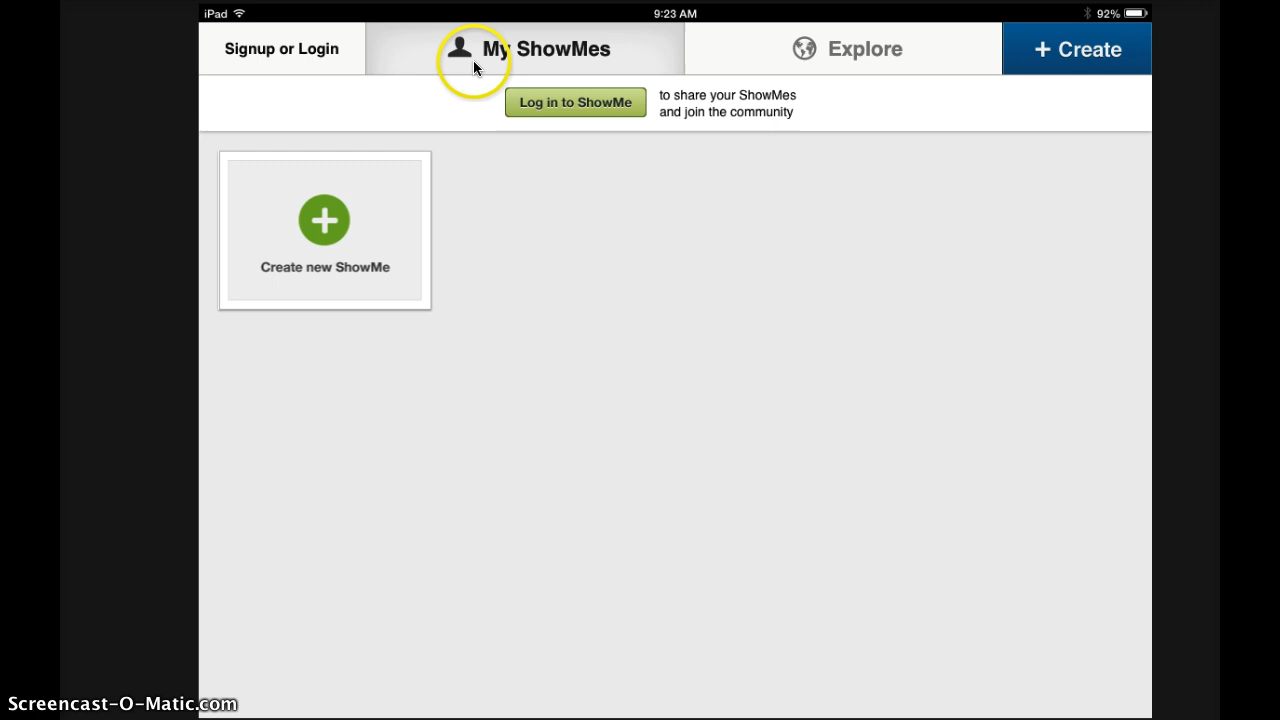 iPad 9:23 AM 92%
Signup or Login My ShowMes Explore + Create
Log in to ShowMe
to share your ShowMes
and join the community
Create new ShowMe
Screencast-O-Matic.com